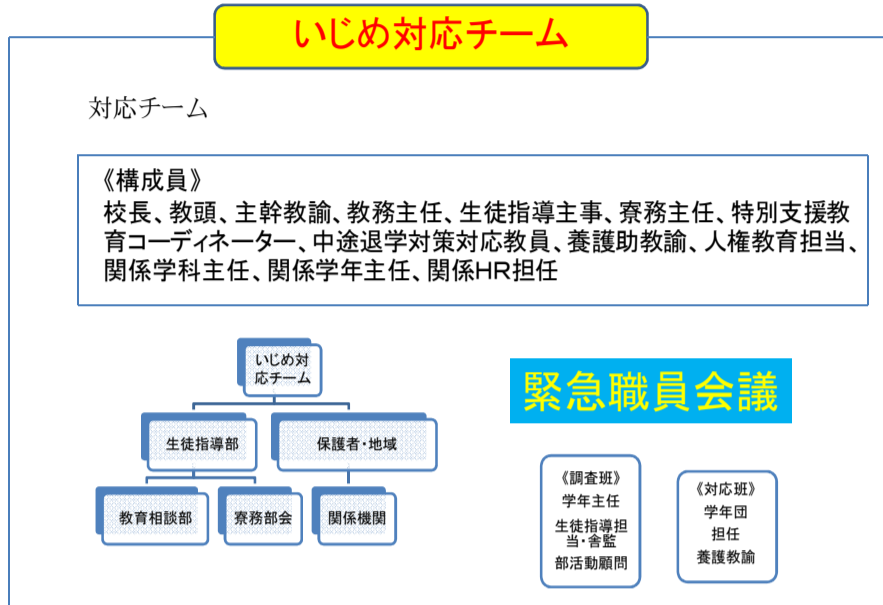 いじめ対応チーム
対応チーム
《構成員》
校長、教頭、主幹教諭、教務主任、生徒指導主事、寮務主任、特別支援教
育コーディネーター、中途退学対策対応教員、養護助教諭、人権教育担当、
関係学科主任、関係学年主任、関係HR担任
いじめ対
応チーム
生徒指導部
保護者・地域
教育相談部
寮務部会
関係機関
緊急職員会議
《調査班》
学年主任
生徒指導担
当・舎監
部活動顧問
《対応班》
学年団
担任
養護教諭